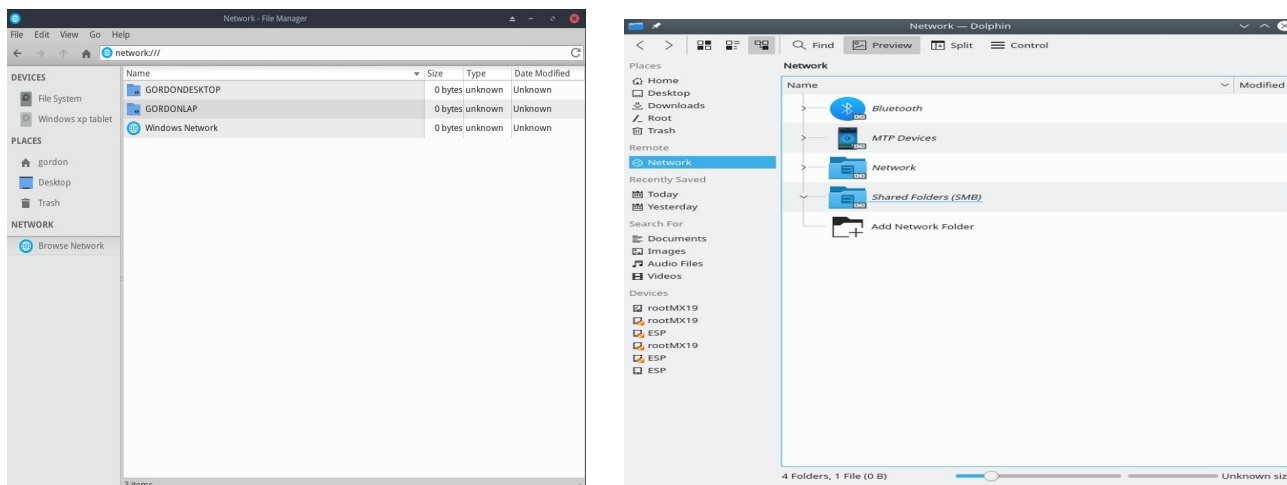 Network - File Manager
File Edit View Go Help
network:///
DEVICES
File System
Windows xp tablet
PLACES
gordon
Desktop
Trash
NETWORK
Browse Network
Name Size Type Date Modified
GORDONDESKTOP 0 bytes unknown Unknown
GORDONLAP 0 bytes unknown Unknown
Windows Network 0 bytes unknown Unknown
3 items
Network — Dolphin
Find Preview Split Control
Places
Home
Desktop
Downloads
Root
Trash
Remote
Network
Recently Saved
Today
Yesterday
Search For
Documents
Images
Audio Files
Videos
Devices
rootMX19
rootMX19
ESP
rootMX19
ESP
ESP
Network
Name Modified
Bluetooth
MTP Devices
Network
Shared Folders (SMB)
Add Network Folder
4 Folders, 1 File (0 B) Unknown siz